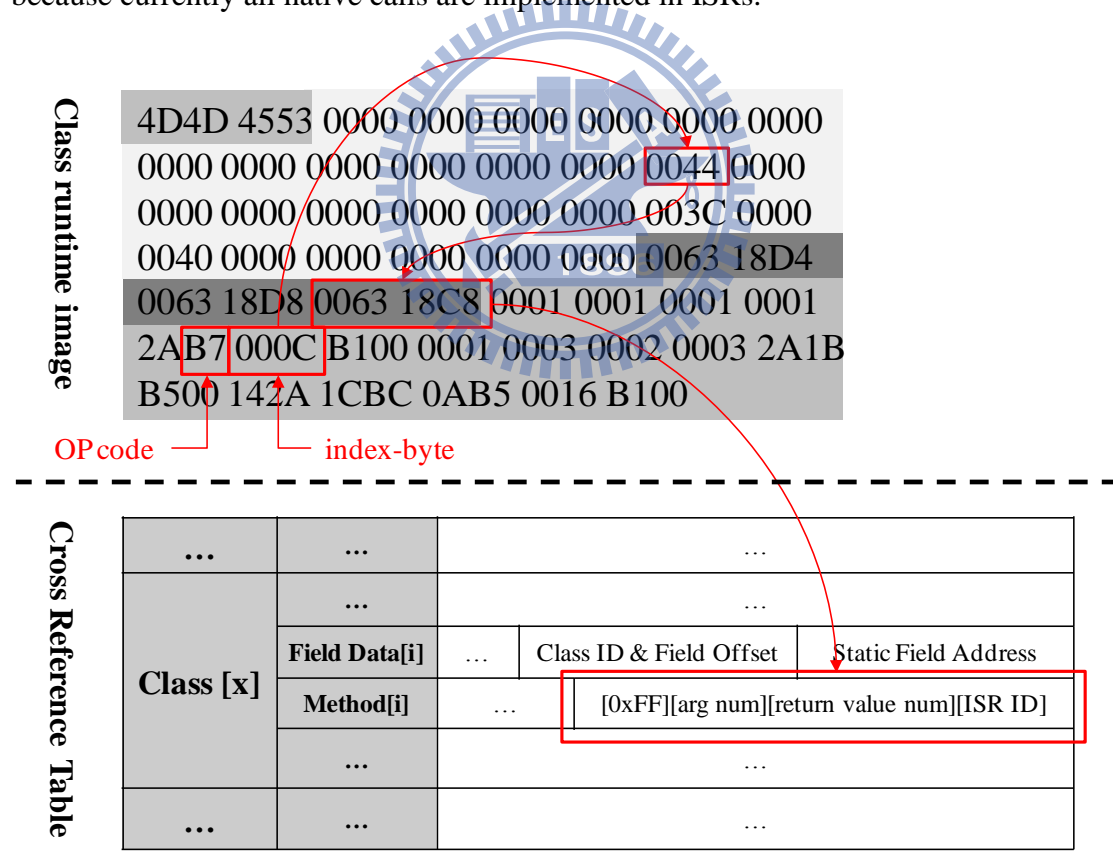 because currently all native calls are implemented in ISRs.
Class runtime image
4D4D 4553 0000 0000 0000 0000 0000 0000
0000 0000 0000 0000 0000 0000 0044 0000
0000 0000 0000 0000 0000 0000 003C 0000
0040 0000 0000 0000 0000 0000 0063 18D4
0063 18D8 0063 18C8 0001 0001 0001 0001
2AB7 000C B100 0001 0003 0002 0003 2A1B
B500 142A 1CBC 0AB5 0016 B100
OPcode index-byte
Cross Reference Table
... ... ...
... ...
Class [x]
Field Data[i] ... Class ID & Field Offset Static Field Address
Method[i] ... [0xFF][arg num][return value num][ISR ID]
... ...
... ... ...